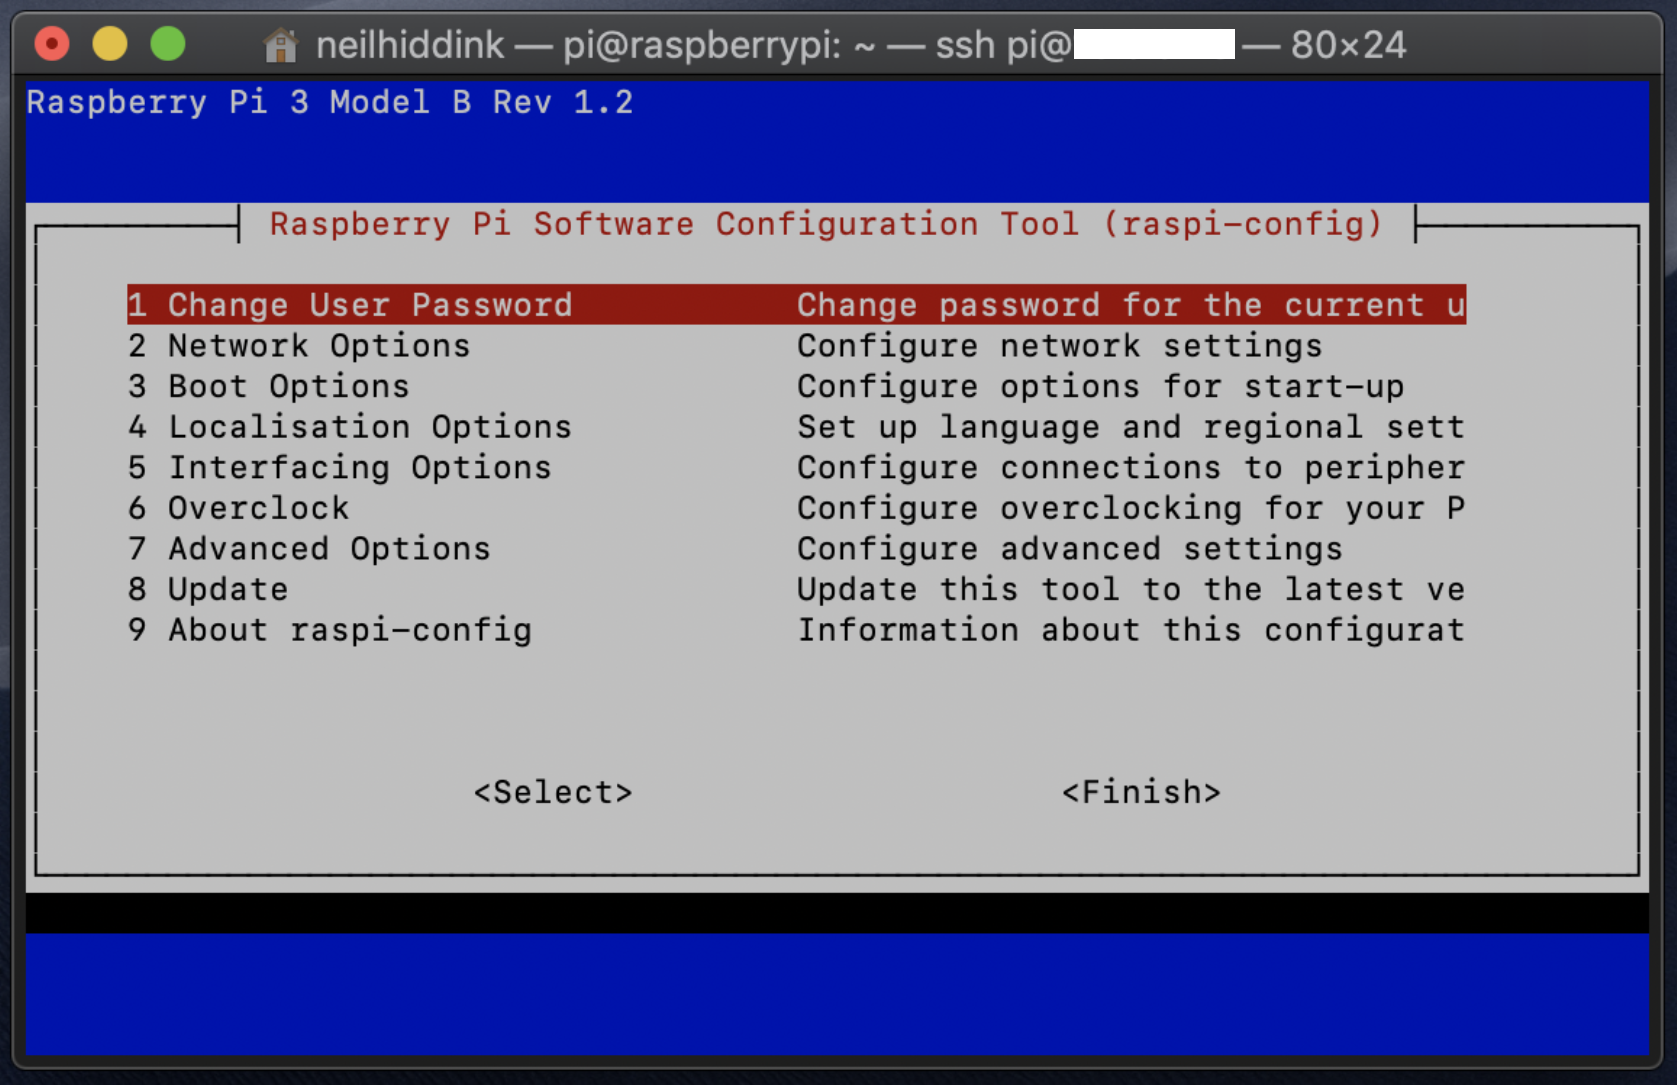 neilhiddink — pi@raspberrypi: ~ — ssh pi@ — 80×24
Raspberry Pi 3 Model B Rev 1.2
Raspberry Pi Software Configuration Tool (raspi-config)
1 Change User Password Change password for the current u
2 Network Options Configure network settings
3 Boot Options Configure options for start-up
4 Localisation Options Set up language and regional sett
5 Interfacing Options Configure connections to peripher
6 Overclock Configure overclocking for your P
7 Advanced Options Configure advanced settings
8 Update Update this tool to the latest ve
9 About raspi-config Information about this configurat
<Select> <Finish>